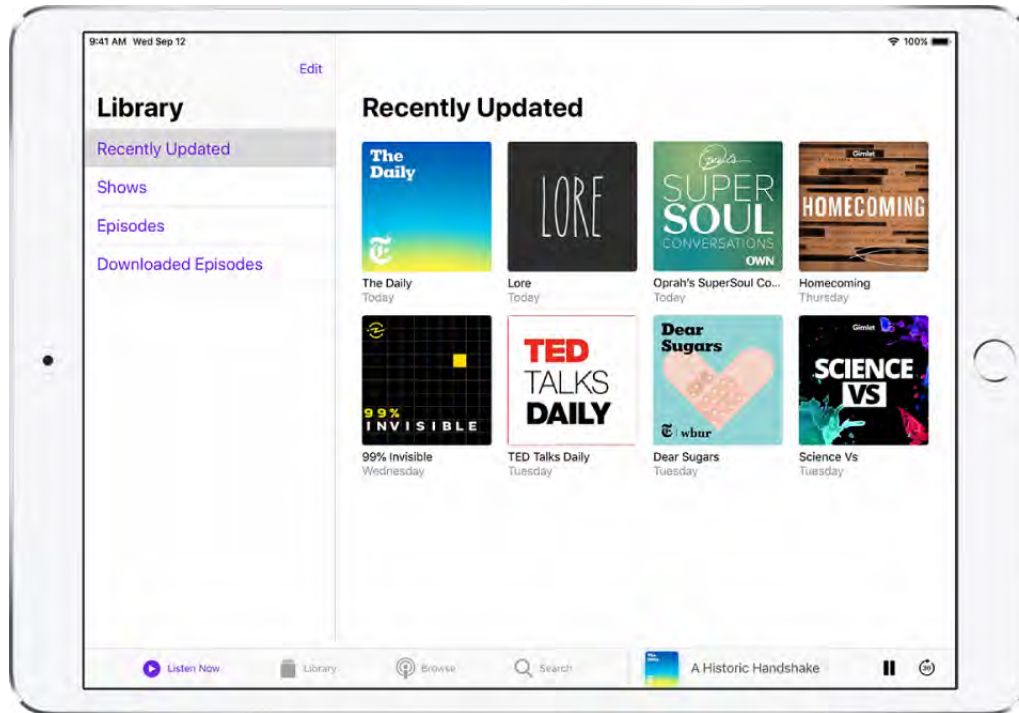 9:41 AM Wed Sep 12
100%
Edit
Library
Recently Updated
Shows
Episodes
Downloaded Episodes
Recently Updated
The
Daily
The Daily
Today
LORE
Lore
Today
Oprah's
SUPER
SOUL
CONVERSATIONS
OWN
Oprah's SuperSoul Co...
Today
Gimlet
HOMECOMING
Homecoming
Thursday
99%
INVISIBLE
99% Invisible
Wednesday
TED
TALKS
DAILY
TED Talks Daily
Tuesday
Dear
Sugars
wbur
Dear Sugars
Tuesday
Gimlet
SCIENCE
VS
Science Vs
Tuesday
Listen Now
Library
Browse
Search
A Historic Handshake
30